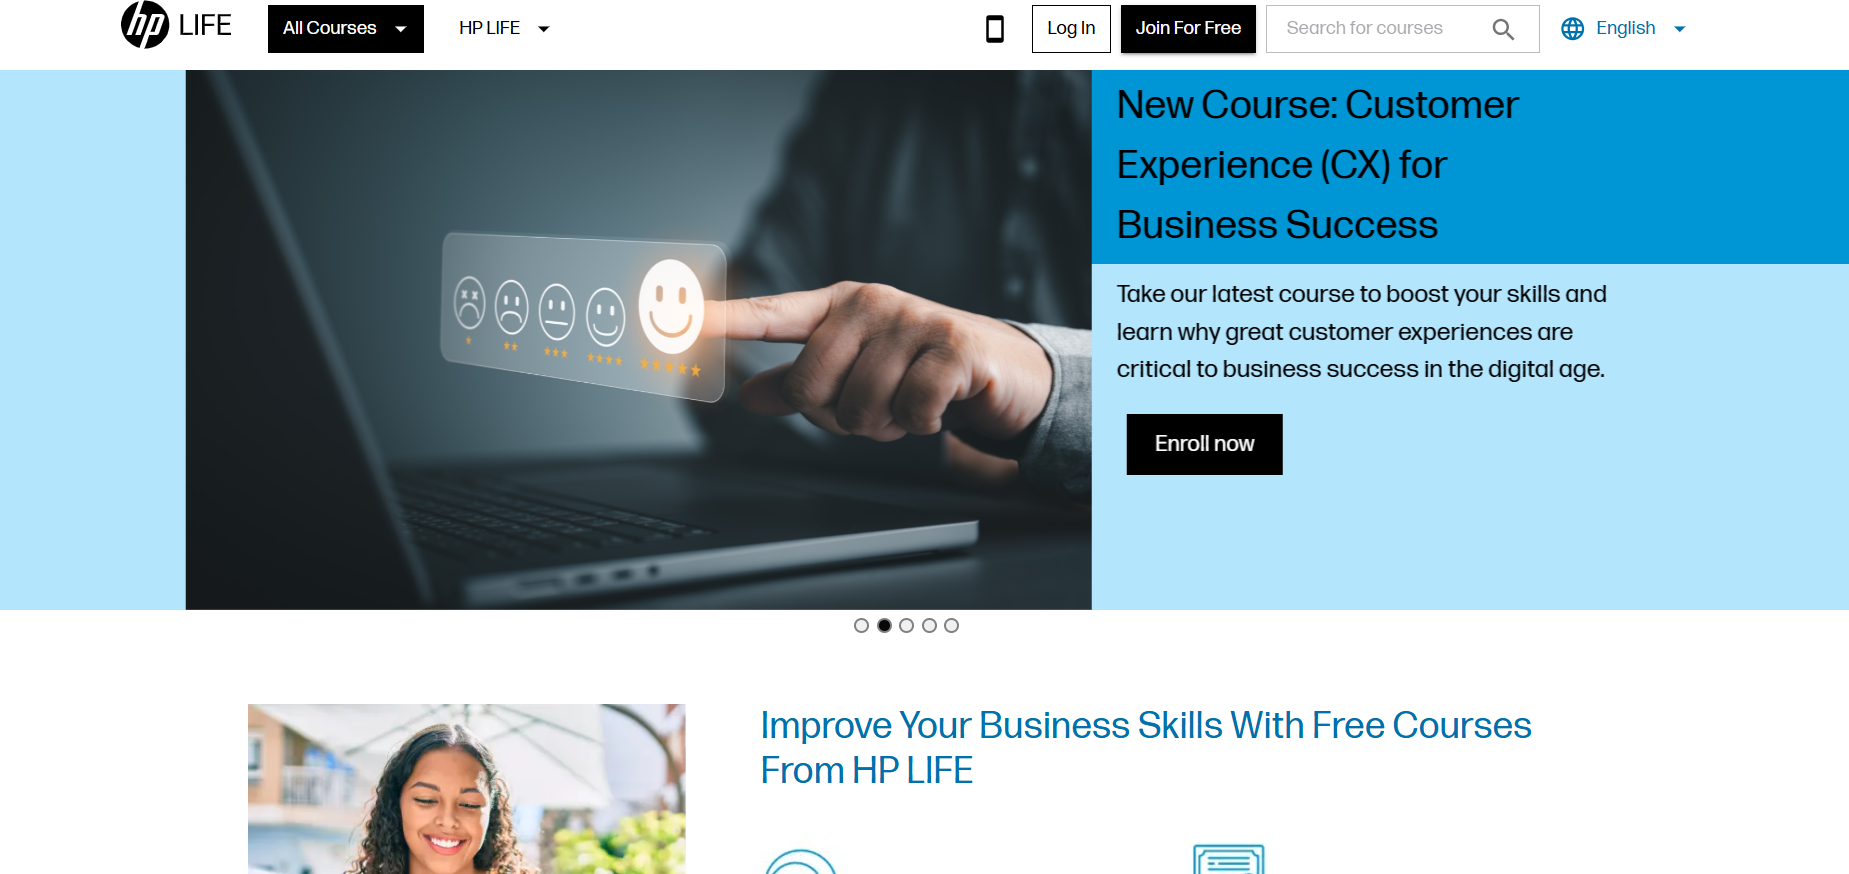 hp LIFE
All Courses
HP LIFE
Log In
Join For Free
Search for courses
English
New Course: Customer
Experience (CX) for
Business Success
Take our latest course to boost your skills and
learn why great customer experiences are
critical to business success in the digital age.
Enroll now
Improve Your Business Skills With Free Courses
From HP LIFE